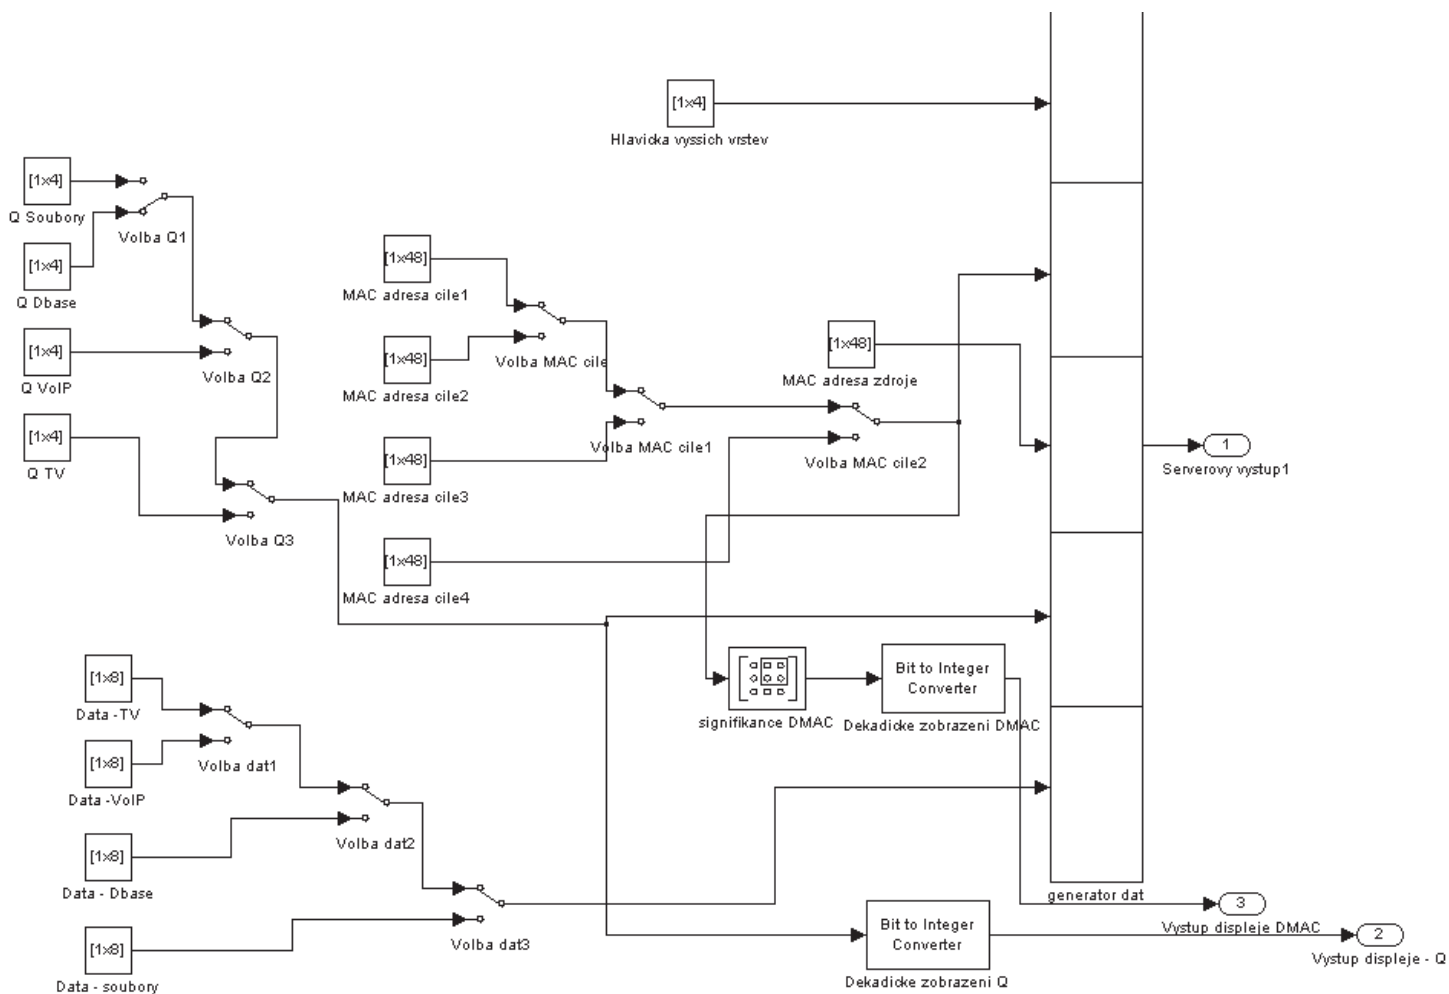 [1x4]
Hlavicka vyssich vrstev
[1x4]
Q Soubory
Volba Q1
[1x4]
Q Dbase
[1x4]
Q VoIP
Volba Q2
[1x4]
Q TV
Volba Q3
[1x48]
MAC adresa cile1
[1x48]
MAC adresa cile2
Volba MAC cile
[1x48]
MAC adresa zdroje
Volba MAC cile1
Volba MAC cile2
[1x48]
MAC adresa cile3
[1x48]
MAC adresa cile4
1
Serverovy vystup1
signifikance DMAC
Bit to Integer
Converter
Dekadicke zobrazeni DMAC
[1x8]
Data -TV
[1x8]
Data -VoIP
Volba dat1
[1x8]
Data - Dbase
Volba dat2
[1x8]
Data - soubory
Volba dat3
generator dat
3
Vystup displeje DMAC
Bit to Integer
Converter
Dekadicke zobrazeni Q
2
Vystup displeje - Q